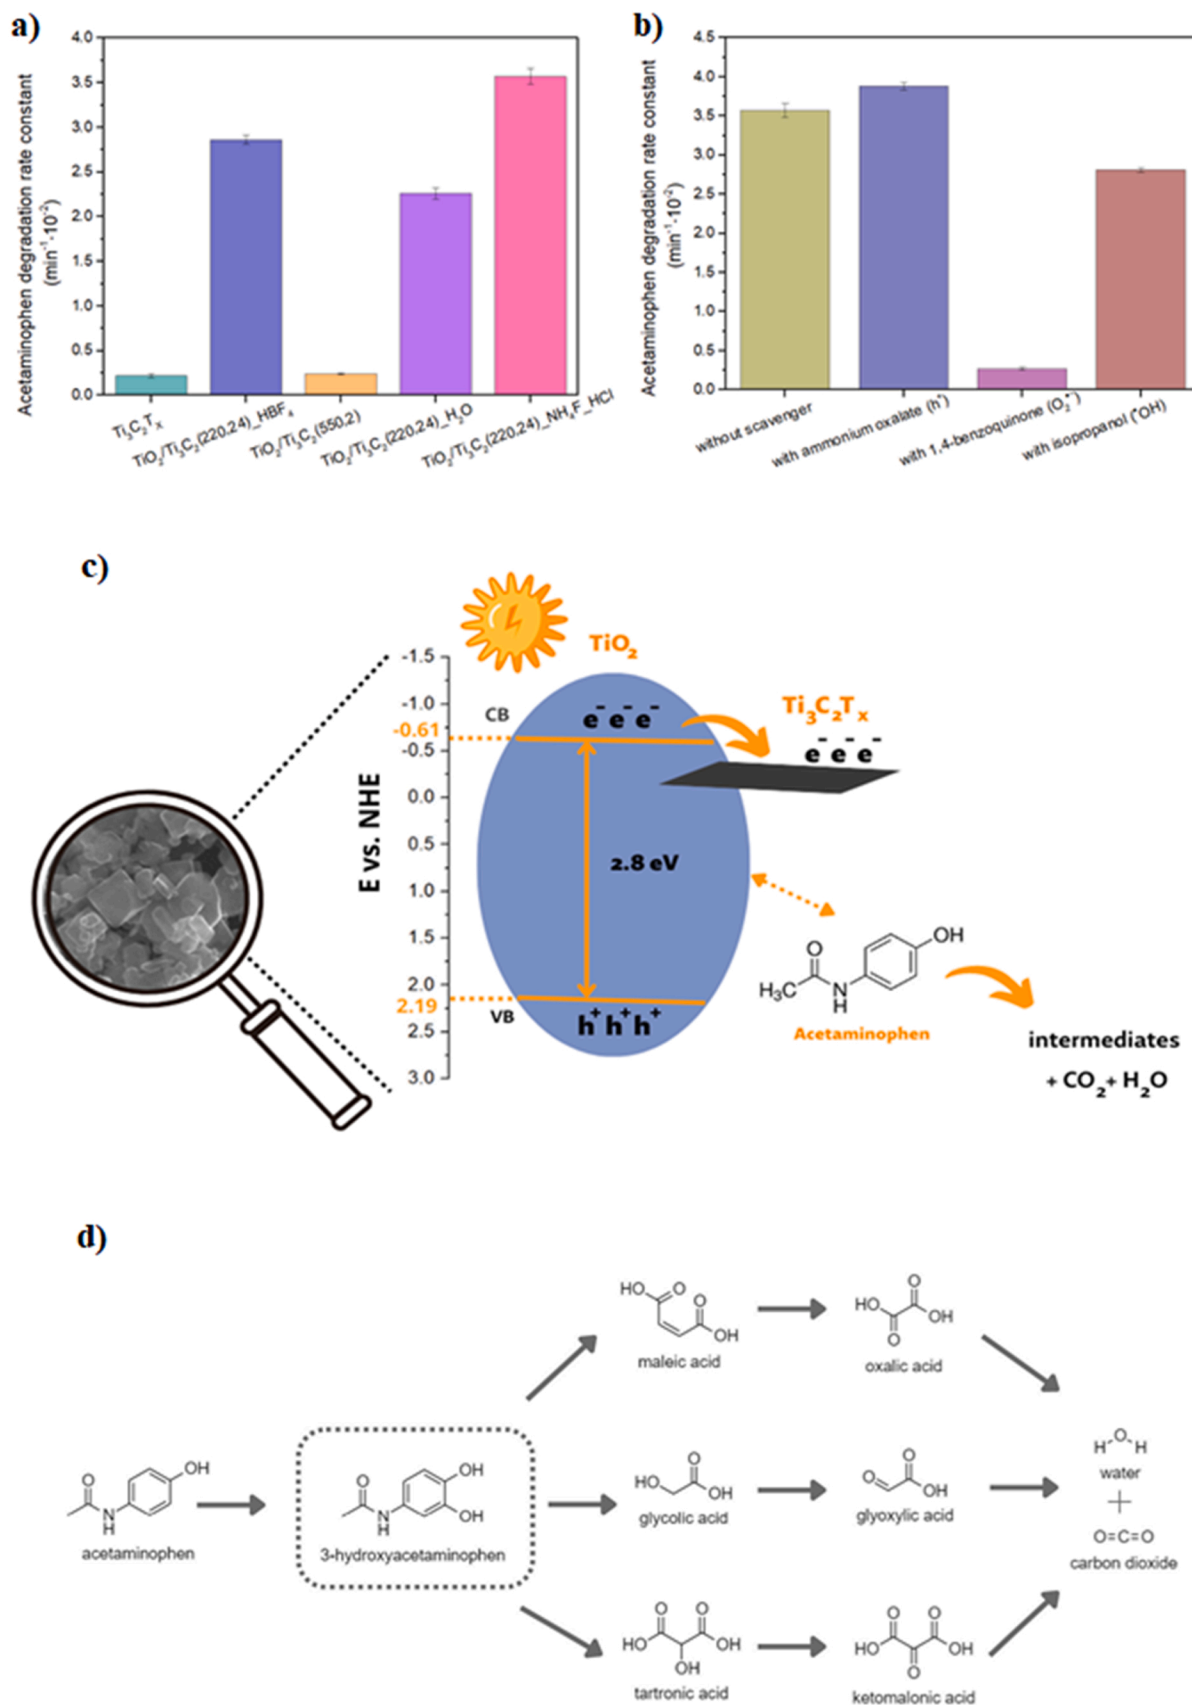 a)
Acetaminophen degradation rate constant
(min⁻¹·10⁻²)
4.0
3.5
3.0
2.5
2.0
1.5
1.0
0.5
0.0
Ti₃C₂Tₓ
TiO₂/Ti₃C₂(220,24)_HBF₄
TiO₂/Ti₃C₂(550,2)
TiO₂/Ti₃C₂(220,24)_H₂O
TiO₂/Ti₃C₂(220,24)_NH₄F_HCl
b)
Acetaminophen degradation rate constant
(min⁻¹·10⁻²)
4.5
4.0
3.5
3.0
2.5
2.0
1.5
1.0
0.5
0.0
without scavenger
with ammonium oxalate (h⁺)
with 1,4-benzoquinone (O₂•⁻)
with isopropanol (•OH)
c)
E vs. NHE
-1.5
-1.0
-0.61
-0.5
0.0
0.5
1.0
1.5
2.0
2.19
2.5
3.0
TiO₂
CB
e⁻ e⁻ e⁻
Ti₃C₂Tₓ
e⁻ e⁻ e⁻
2.8 eV
VB
h⁺ h⁺ h⁺
O
OH
H₃C
N
H
Acetaminophen
intermediates
+ CO₂ + H₂O
d)
O
OH
N
H
acetaminophen
O
OH
OH
N
H
3-hydroxyacetaminophen
HO
O
O
OH
maleic acid
O
HO
OH
O
oxalic acid
O
HO
OH
glycolic acid
O
O
OH
glyoxylic acid
O
O
HO
OH
OH
tartronic acid
O
O
HO
OH
O
ketomalonic acid
H
O
H
water
+
O=C=O
carbon dioxide